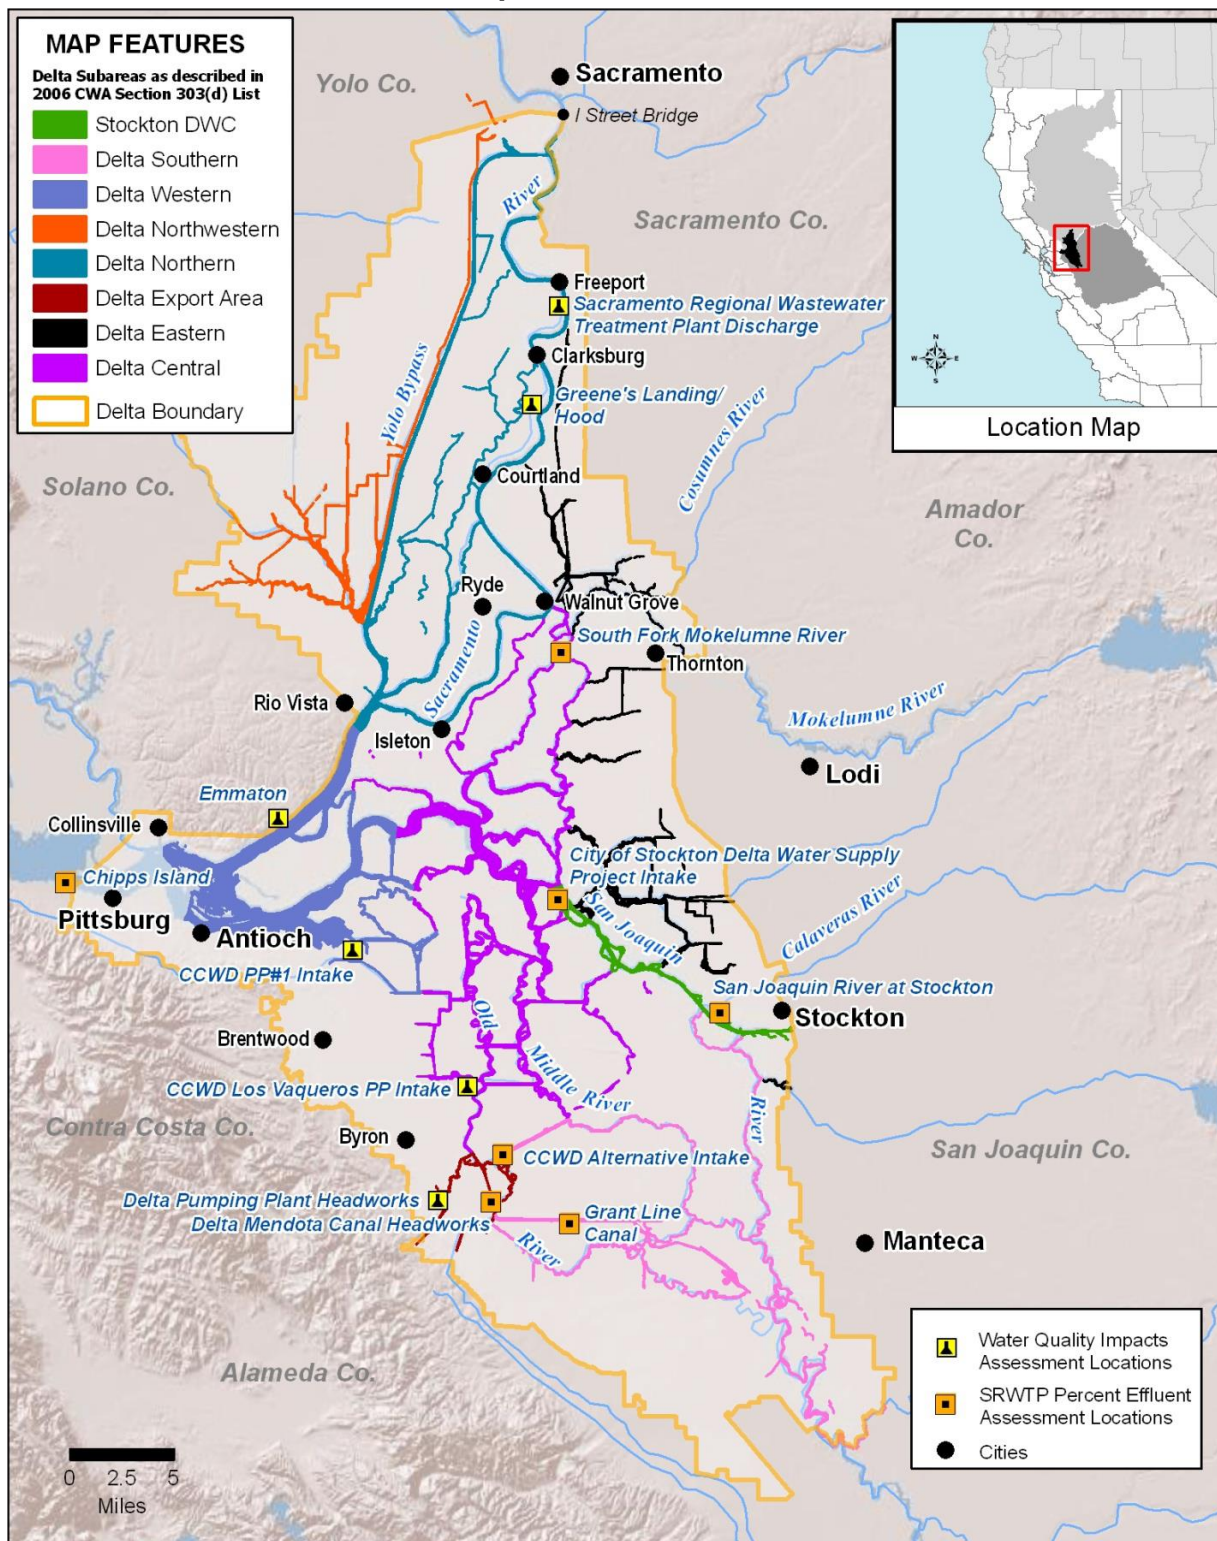 MAP FEATURES
Delta Subareas as described in
2006 CWA Section 303(d) List
Stockton DWC
Delta Southern
Delta Western
Delta Northwestern
Delta Northern
Delta Export Area
Delta Eastern
Delta Central
Delta Boundary
Yolo Co.
Sacramento
I Street Bridge
River
Sacramento Co.
Location Map
N
W
E
S
Freeport
Sacramento Regional Wastewater
Treatment Plant Discharge
Clarksburg
Yolo Bypass
Greene's Landing/
Hood
Cosumnes River
Courtland
Solano Co.
Amador
Co.
Ryde
Walnut Grove
Sacramento
South Fork Mokelumne River
Thornton
Rio Vista
Isleton
Mokelumne River
Lodi
Emmaton
Collinsville
City of Stockton Delta Water Supply
Project Intake
Chipps Island
Pittsburg
Antioch
San Joaquin
Calaveras River
CCWD PP#1 Intake
San Joaquin River at Stockton
Stockton
Old
Brentwood
Middle River
CCWD Los Vaqueros PP Intake
River
Contra Costa Co.
Byron
San Joaquin Co.
CCWD Alternative Intake
Delta Pumping Plant Headworks
Delta Mendota Canal Headworks
Grant Line
Canal
River
Manteca
Alameda Co.
Water Quality Impacts
Assessment Locations
SRWTP Percent Effluent
Assessment Locations
Cities
0 2.5 5
Miles